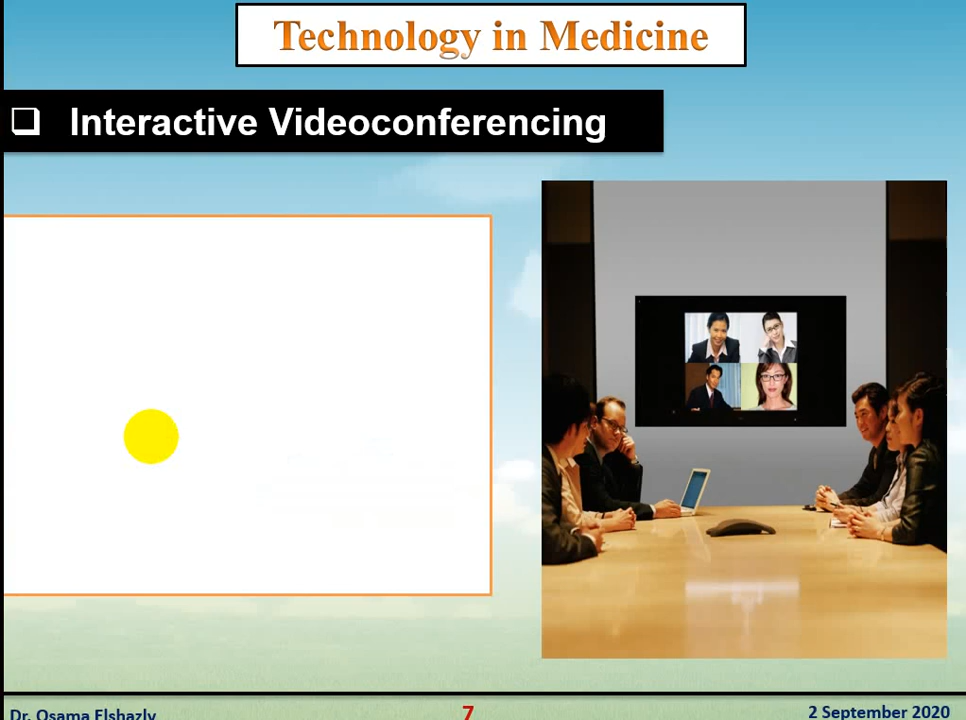 Technology in Medicine
❑ Interactive Videoconferencing
Dr. Osama Elshazly
7
2 September 2020